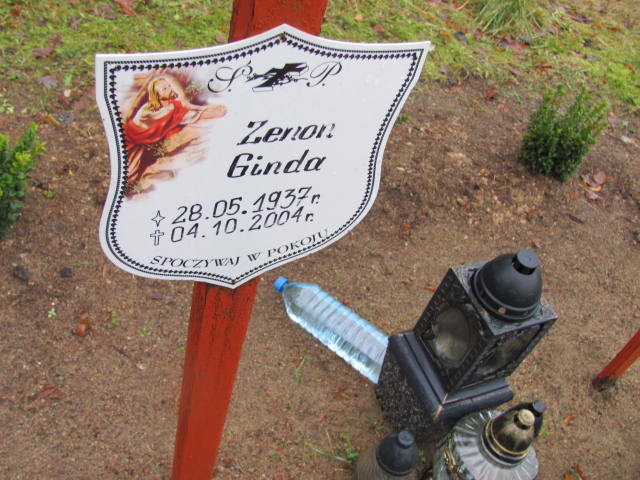 Ś. P.
Zenon
Ginda
28.05.1937r.
04.10.2004r.
SPOCZYWAJ W POKOJU